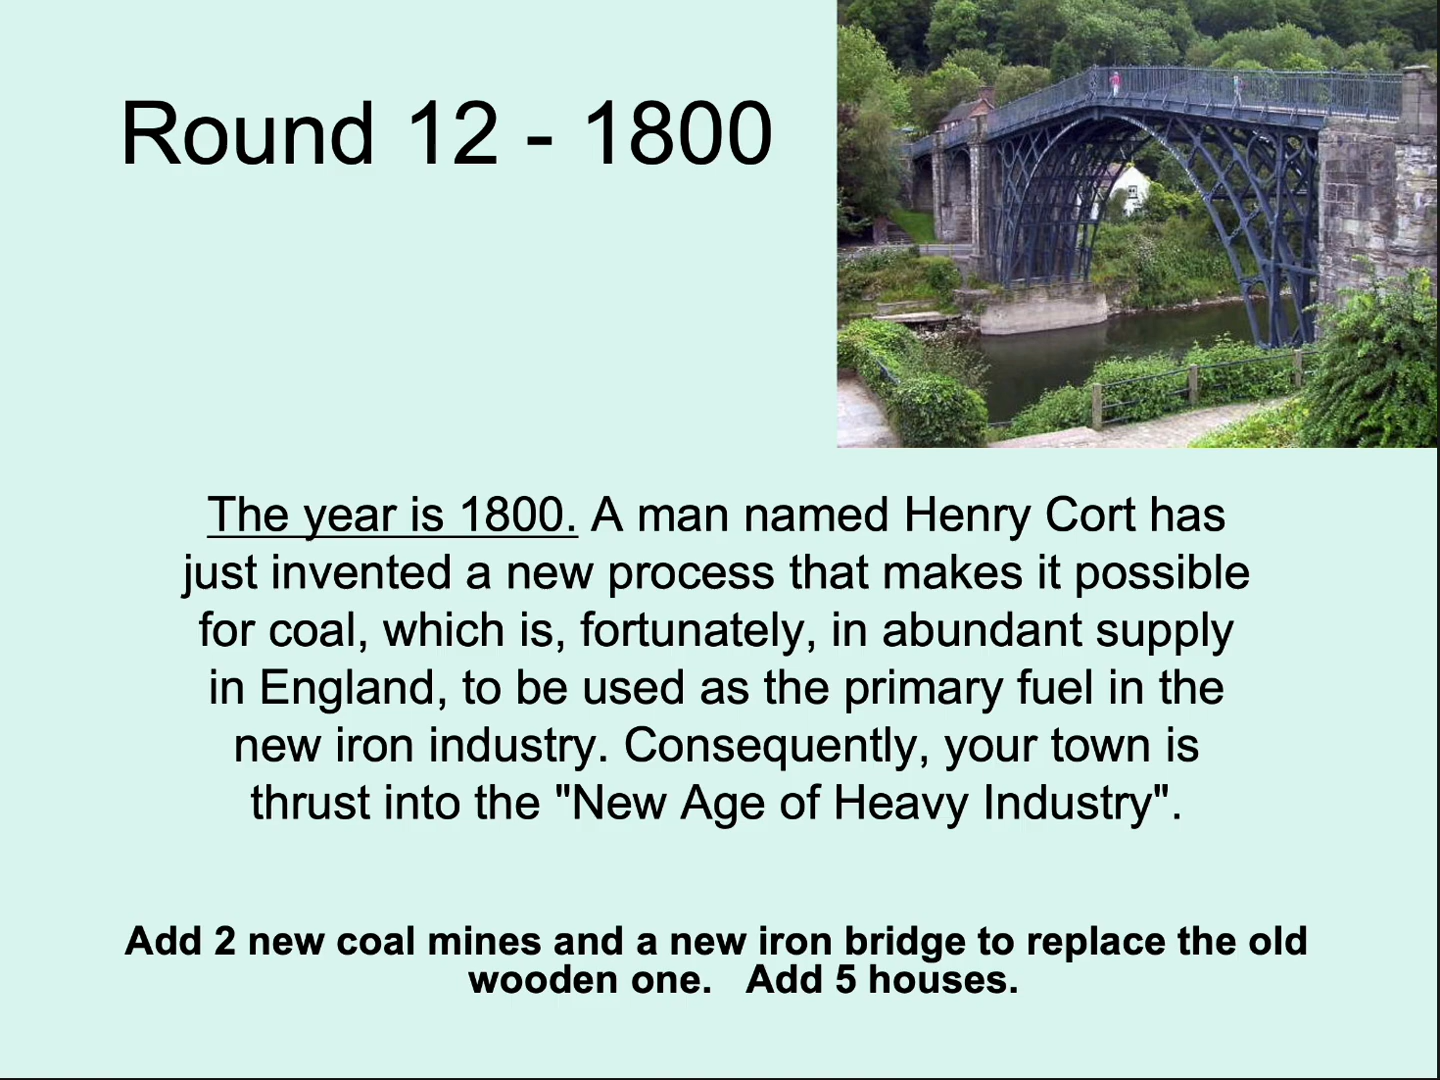 Round 12 - 1800
The year is 1800. A man named Henry Cort has
just invented a new process that makes it possible
for coal, which is, fortunately, in abundant supply
in England, to be used as the primary fuel in the
new iron industry. Consequently, your town is
thrust into the "New Age of Heavy Industry".
Add 2 new coal mines and a new iron bridge to replace the old
wooden one. Add 5 houses.